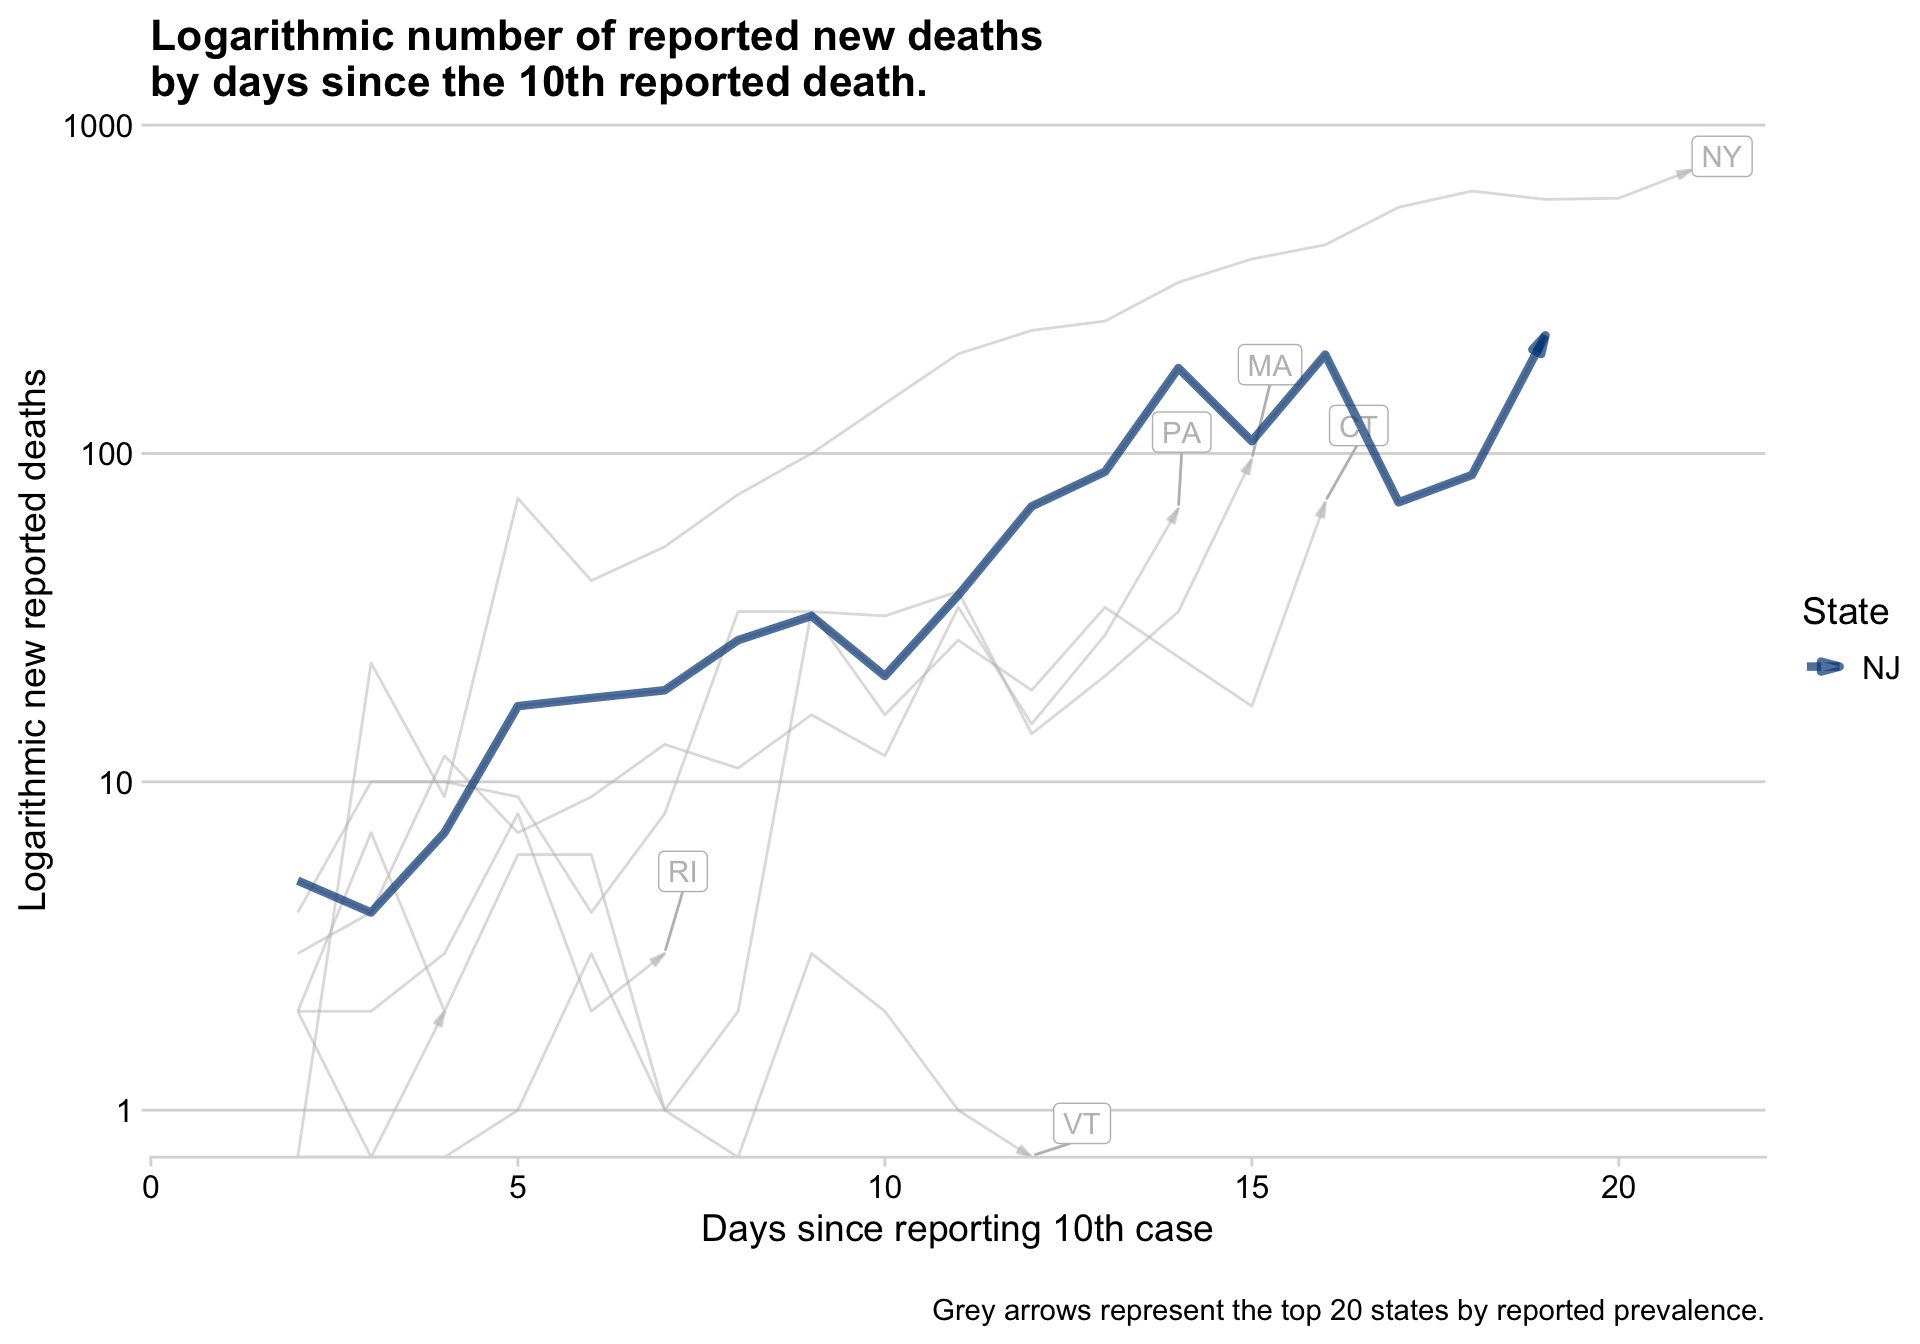 Logarithmic number of reported new deaths
by days since the 10th reported death.
1000
100
10
1
Logarithmic new reported deaths
NY
MA
PA
CT
RI
VT
State
NJ
0 5 10 15 20
Days since reporting 10th case
Grey arrows represent the top 20 states by reported prevalence.